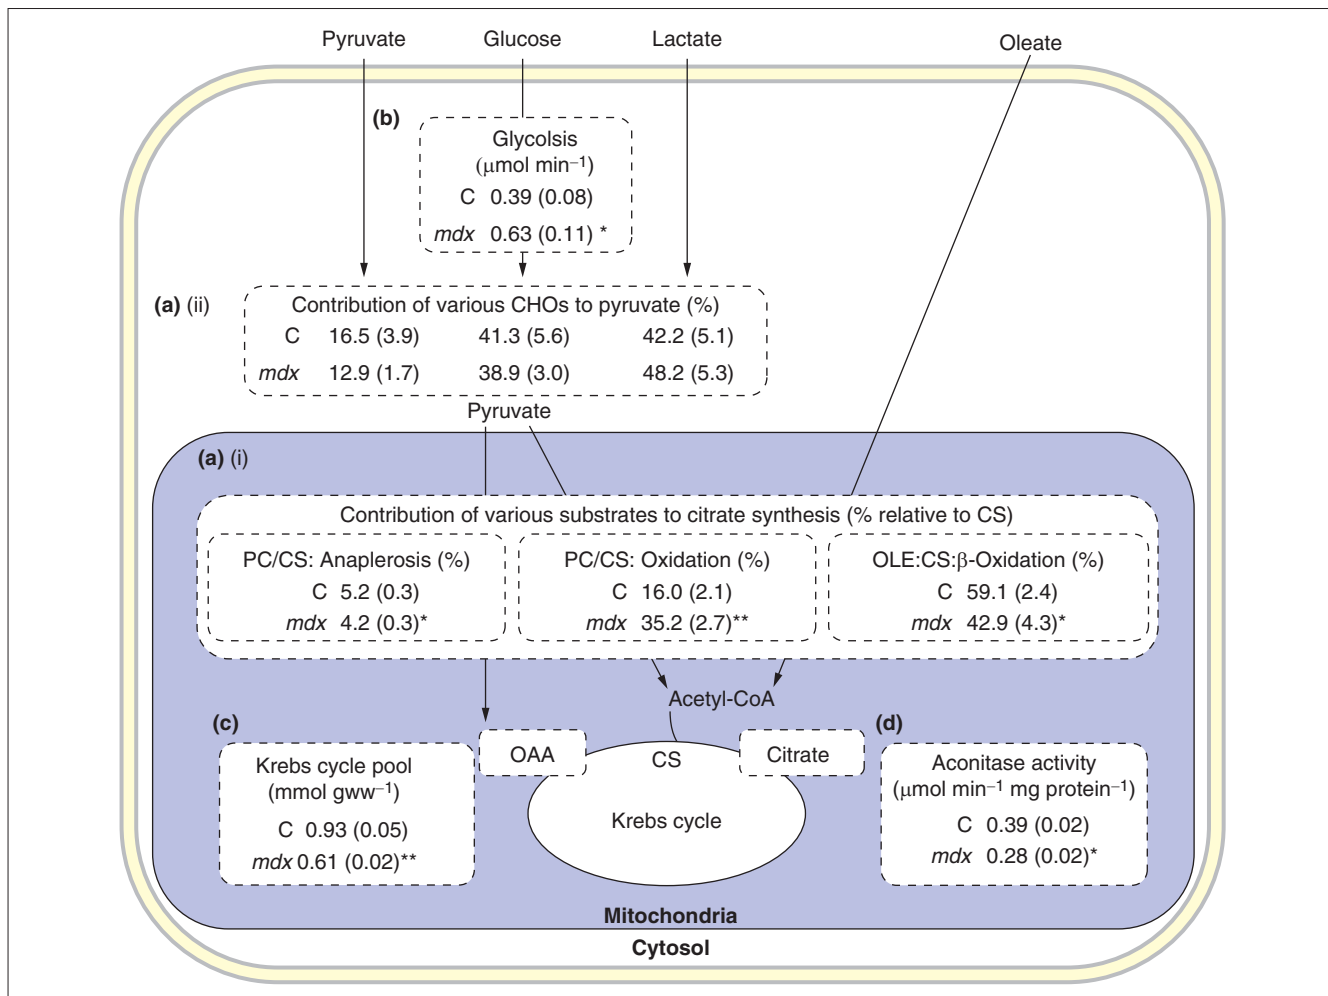 Pyruvate Glucose Lactate Oleate
(b)
Glycolsis
(μmol min⁻¹)
C 0.39 (0.08)
mdx 0.63 (0.11) *
(a) (ii)
Contribution of various CHOs to pyruvate (%)
C 16.5 (3.9) 41.3 (5.6) 42.2 (5.1)
mdx 12.9 (1.7) 38.9 (3.0) 48.2 (5.3)
Pyruvate
(a) (i)
Contribution of various substrates to citrate synthesis (% relative to CS)
PC/CS: Anaplerosis (%)
C 5.2 (0.3)
mdx 4.2 (0.3)*
PC/CS: Oxidation (%)
C 16.0 (2.1)
mdx 35.2 (2.7)**
OLE:CS:β-Oxidation (%)
C 59.1 (2.4)
mdx 42.9 (4.3)*
Acetyl-CoA
(c)
Krebs cycle pool
(mmol gww⁻¹)
C 0.93 (0.05)
mdx 0.61 (0.02)**
OAA
CS
Citrate
Krebs cycle
(d)
Aconitase activity
(μmol min⁻¹ mg protein⁻¹)
C 0.39 (0.02)
mdx 0.28 (0.02)*
Mitochondria
Cytosol